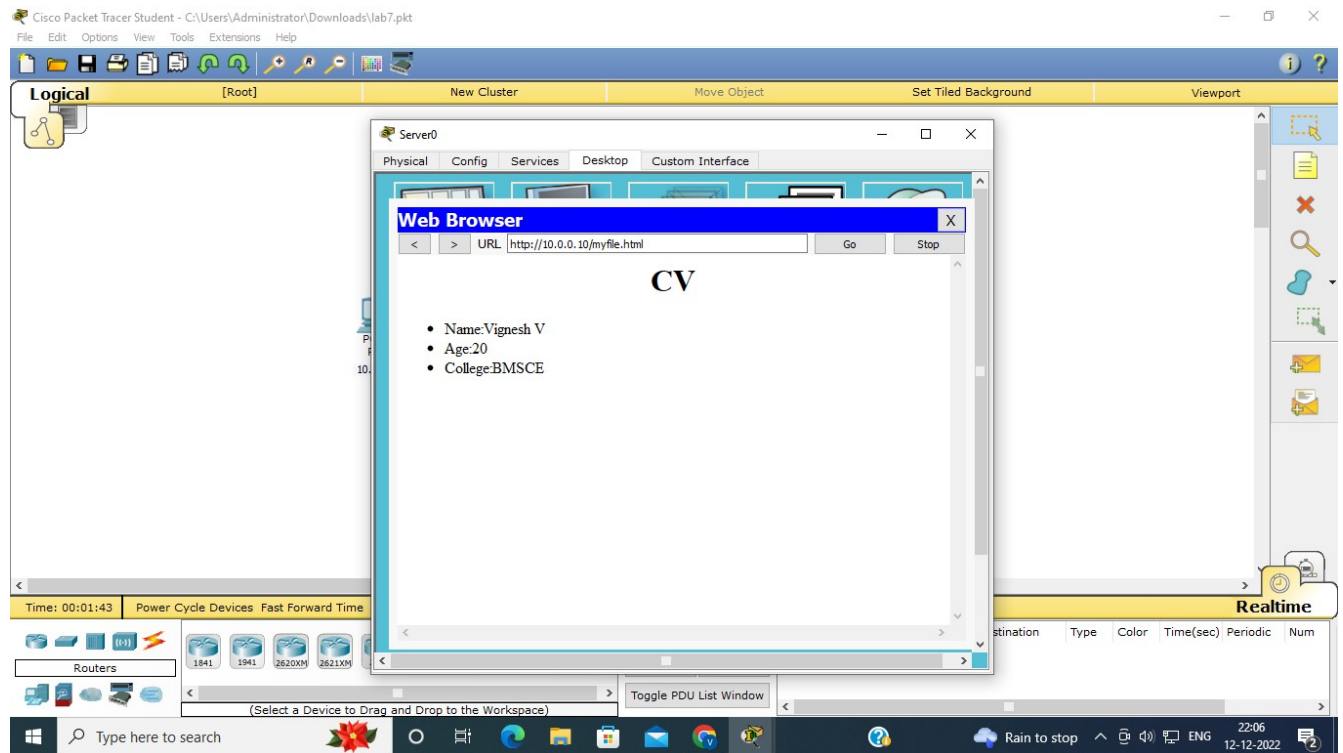 Cisco Packet Tracer Student - C:\Users\Administrator\Downloads\lab7.pkt
File Edit Options View Tools Extensions Help
Logical [Root] New Cluster Move Object Set Tiled Background Viewport
Server0
Physical Config Services Desktop Custom Interface
Web Browser X
< > URL http://10.0.0.10/myfile.html Go Stop
CV
• Name:Vignesh V
• Age:20
• College:BMSCE
10.
Time: 00:01:43 Power Cycle Devices Fast Forward Time Realtime
Routers
1841 1941 2620XM 2621XM
Type Color Time(sec) Periodic Num
(Select a Device to Drag and Drop to the Workspace)
Toggle PDU List Window
Type here to search
Rain to stop
ENG
22:06
12-12-2022
2